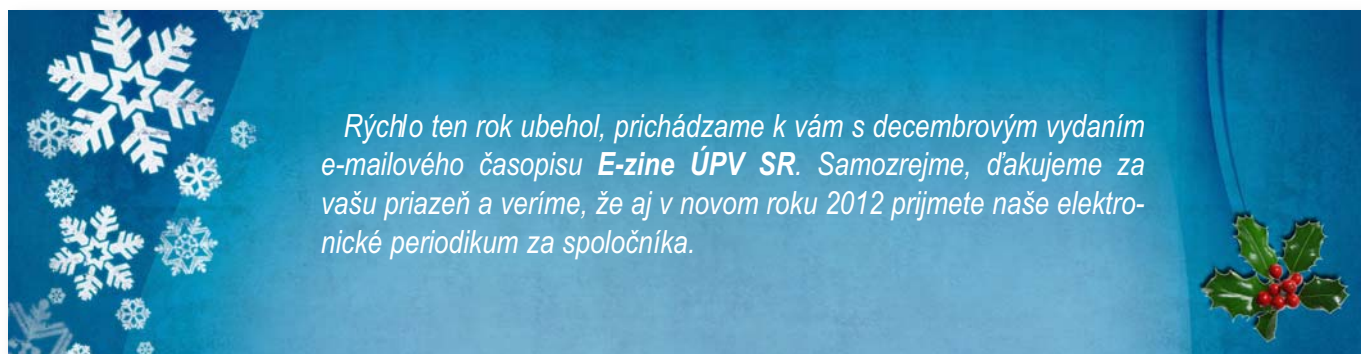 Rýchlo ten rok ubehol, prichádzame k vám s decembrovým vydaním
e-mailového časopisu E-zine ÚPV SR. Samozrejme, ďakujeme za
vašu priazeň a veríme, že aj v novom roku 2012 prijmete naše elektro-
nické periodikum za spoločníka.